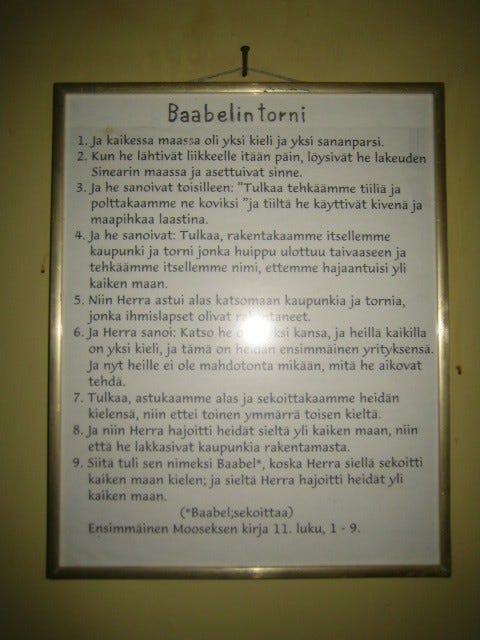 Baabelin torni
1. Ja kaikessa maassa oli yksi kieli ja yksi sananparsi.
2. Kun he lähtivät liikkeelle itään päin, löysivät he lakeuden
Sinearin maassa ja asettuivat sinne.
3. Ja he sanoivat toisilleen: "Tulkaa tehkäämme tiiliä ja
polttakaamme ne koviksi "ja tiiltä he käyttivät kivenä ja
maapihkaa laastina.
4. Ja he sanoivat: Tulkaa, rakentakaamme itsellemme
kaupunki ja torni jonka huippu ulottuu taivaaseen ja
tehkäämme itsellemme nimi, ettemme hajaantuisi yli
kaiken maan.
5. Niin Herra astui alas katsomaan kaupunkia ja tornia,
jonka ihmislapset olivat
6. Ja Herra sanoi: Katso he kansa, ja heillä kaikilla
on yksi kieli, ja tämä on heidän ensimmäinen yrityksensä.
Ja nyt heille ei ole mahdotonta mikään, mitä he aikovat
tehdä.
7. Tulkaa, astukaamme alas ja sekoittakaamme heidän
kielensä, niin ettei toinen ymmärrä toisen kieltä.
8. Ja niin Herra hajoitti heidät sieltä yli kaiken maan, niin
että he lakkasivat kaupunkia rakentamasta.
9. Siitä tuli sen nimeksi Baabel*, koska Herra siellä sekoitti
kaiken maan kielen; ja sieltä Herra hajoitti heidät yli
kaiken maan.
(*Baabel;sekoittaa)
Ensimmäinen Mooseksen kirja 11. luku, 1 - 9.